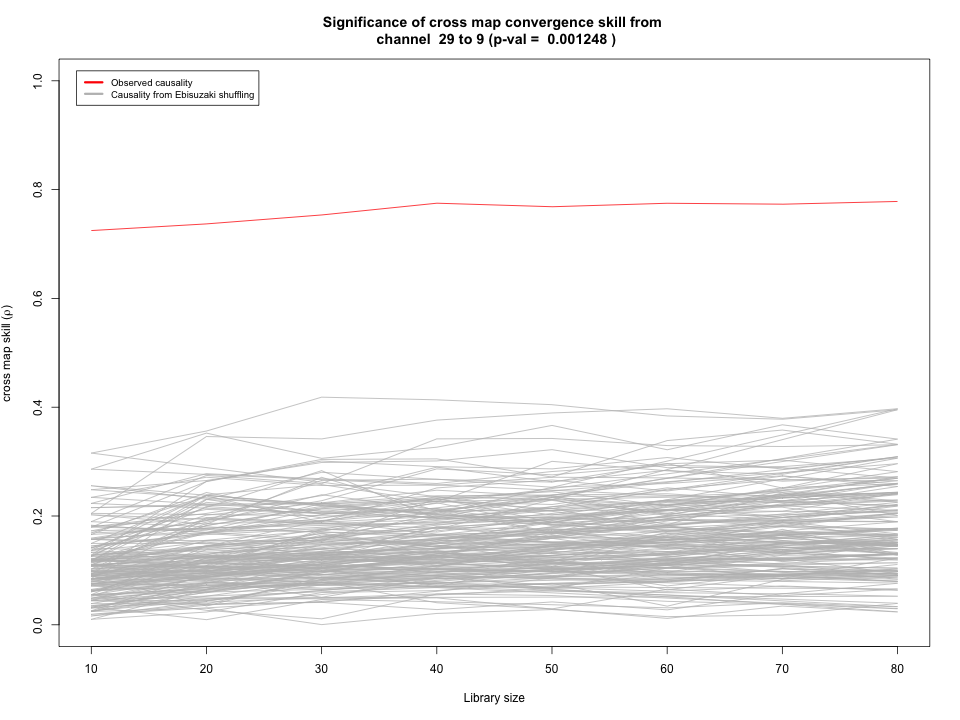 Significance of cross map convergence skill from
channel  29 to 9 (p-val =  0.001248 )
Observed causality
Causality from Ebisuzaki shuffling
cross map skill (ρ)
1.0
0.8
0.6
0.4
0.2
0.0
10 20 30 40 50 60 70 80
Library size